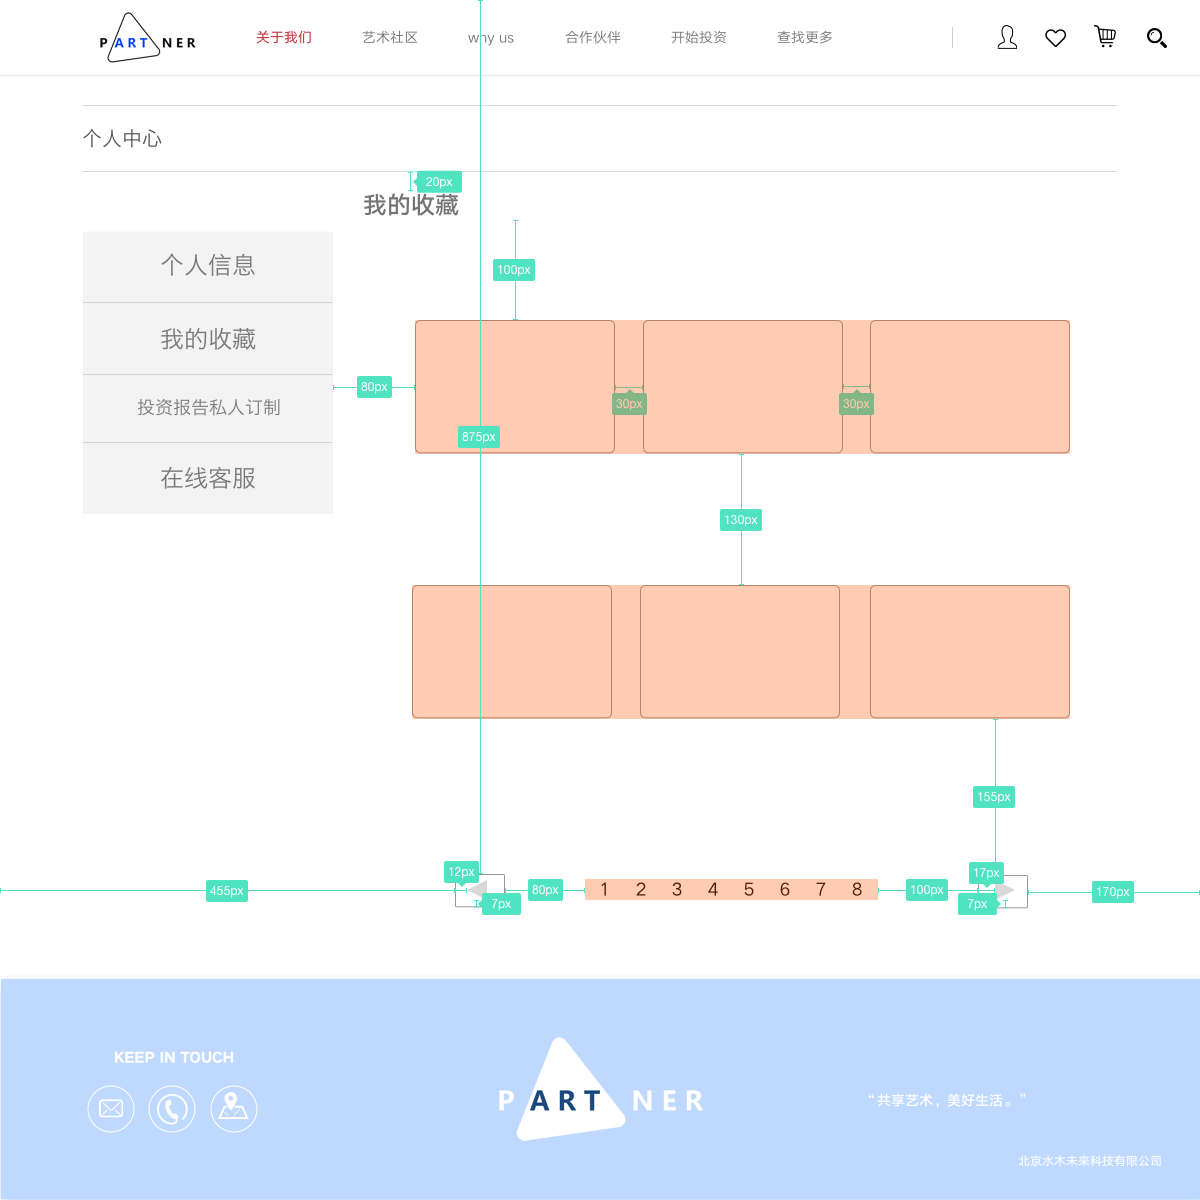 PARTNER
关于我们
艺术社区
why us
合作伙伴
开始投资
查找更多
个人中心
20px
我的收藏
个人信息
我的收藏
投资报告私人订制
在线客服
100px
80px
30px
30px
875px
130px
155px
12px
17px
455px
80px
1 2 3 4 5 6 7 8
100px
170px
7px
7px
KEEP IN TOUCH
PARTNER
“共享艺术，美好生活。”
北京水木未來科技有限公司